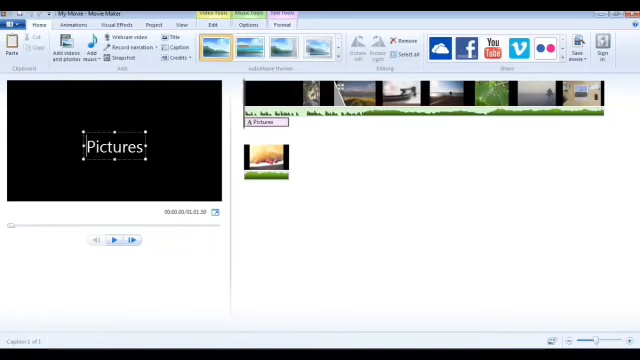 My Movie - Movie Maker
Video Tools
Music Tools
Text Tools
Home
Animations
Visual Effects
Project
View
Edit
Options
Format
Paste
Cut
Copy
Clipboard
Add videos
and photos
Add
music
Webcam video
Record narration
Snapshot
Title
Caption
Credits
Add
AutoMovie themes
Rotate
left
Rotate
right
Remove
Select all
Editing
You
Tube
Share
Save
movie
Sign
in
Pictures
A Pictures
00:00.00/01:01.50
Caption 1 of 1